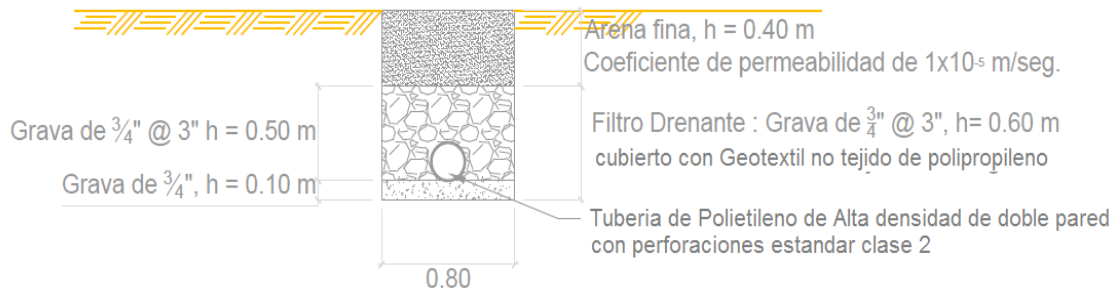 Arena fina, h = 0.40 m
Coeficiente de permeabilidad de 1x10-5 m/seg.
Grava de 3/4" @ 3" h = 0.50 m
Filtro Drenante : Grava de 3/4" @ 3", h= 0.60 m
cubierto con Geotextil no tejido de polipropileno
Grava de 3/4", h = 0.10 m
Tuberia de Polietileno de Alta densidad de doble pared
con perforaciones estandar clase 2
0.80